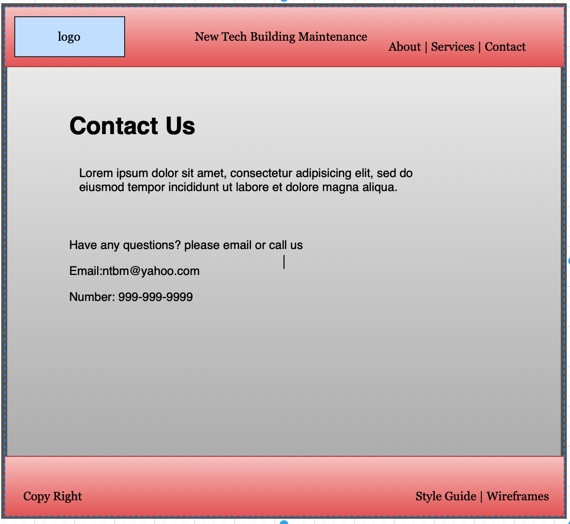 logo
New Tech Building Maintenance
About | Services | Contact
Contact Us
Lorem ipsum dolor sit amet, consectetur adipisicing elit, sed do
eiusmod tempor incididunt ut labore et dolore magna aliqua.
Have any questions? please email or call us
Email:ntbm@yahoo.com
Number: 999-999-9999
Copy Right
Style Guide | Wireframes